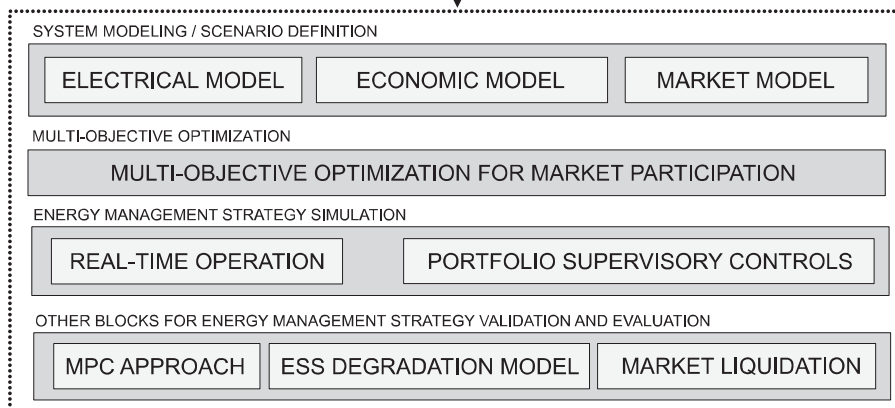 SYSTEM MODELING / SCENARIO DEFINITION
ELECTRICAL MODEL ECONOMIC MODEL MARKET MODEL
MULTI-OBJECTIVE OPTIMIZATION
MULTI-OBJECTIVE OPTIMIZATION FOR MARKET PARTICIPATION
ENERGY MANAGEMENT STRATEGY SIMULATION
REAL-TIME OPERATION PORTFOLIO SUPERVISORY CONTROLS
OTHER BLOCKS FOR ENERGY MANAGEMENT STRATEGY VALIDATION AND EVALUATION
MPC APPROACH ESS DEGRADATION MODEL MARKET LIQUIDATION